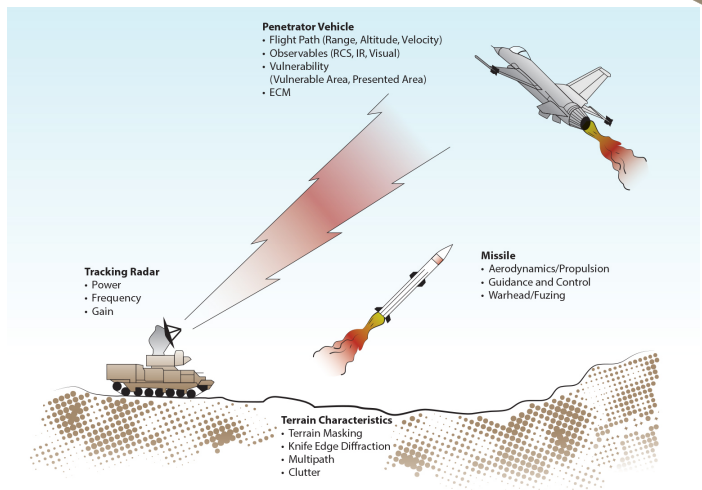 Penetrator Vehicle
• Flight Path (Range, Altitude, Velocity)
• Observables (RCS, IR, Visual)
• Vulnerability
(Vulnerable Area, Presented Area)
• ECM
Tracking Radar
• Power
• Frequency
• Gain
Missile
• Aerodynamics/Propulsion
• Guidance and Control
• Warhead/Fuzing
Terrain Characteristics
• Terrain Masking
• Knife Edge Diffraction
• Multipath
• Clutter